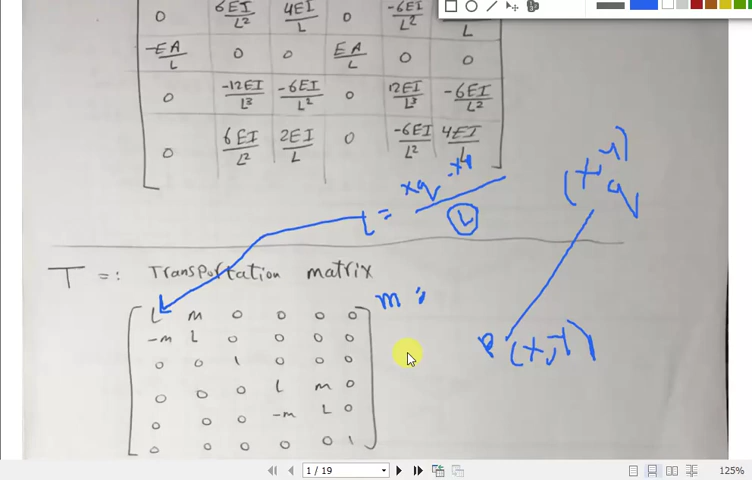 0 6EI/L² 4EI/L 0 -6EI/L² L
-EA/L 0 0 EA/L 0 0
0 -12EI/L³ -6EI/L² 0 12EI/L³ -6EI/L²
0 6EI/L² 2EI/L 0 -6EI/L² 4EI/L
T =: Transportation matrix
L m 0 0 0 0
-m L 0 0 0 0
0 0 1 0 0 0
0 0 0 L m 0
0 0 0 -m L 0
0 0 0 0 0 1
m
1 / 19
125%